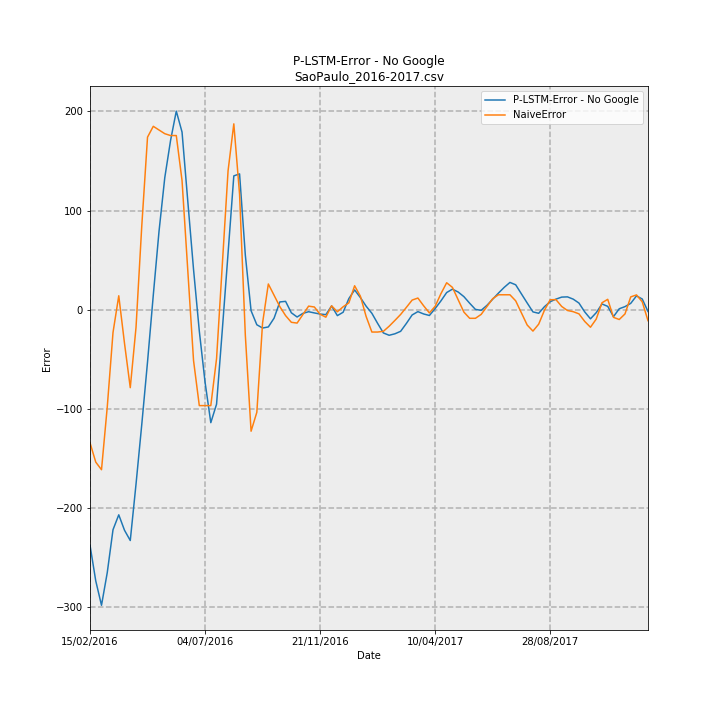 P-LSTM-Error - No Google
SaoPaulo_2016-2017.csv
P-LSTM-Error - No Google
NaiveError
200
100
0
−100
−200
−300
Error
15/02/2016
04/07/2016
21/11/2016
10/04/2017
28/08/2017
Date